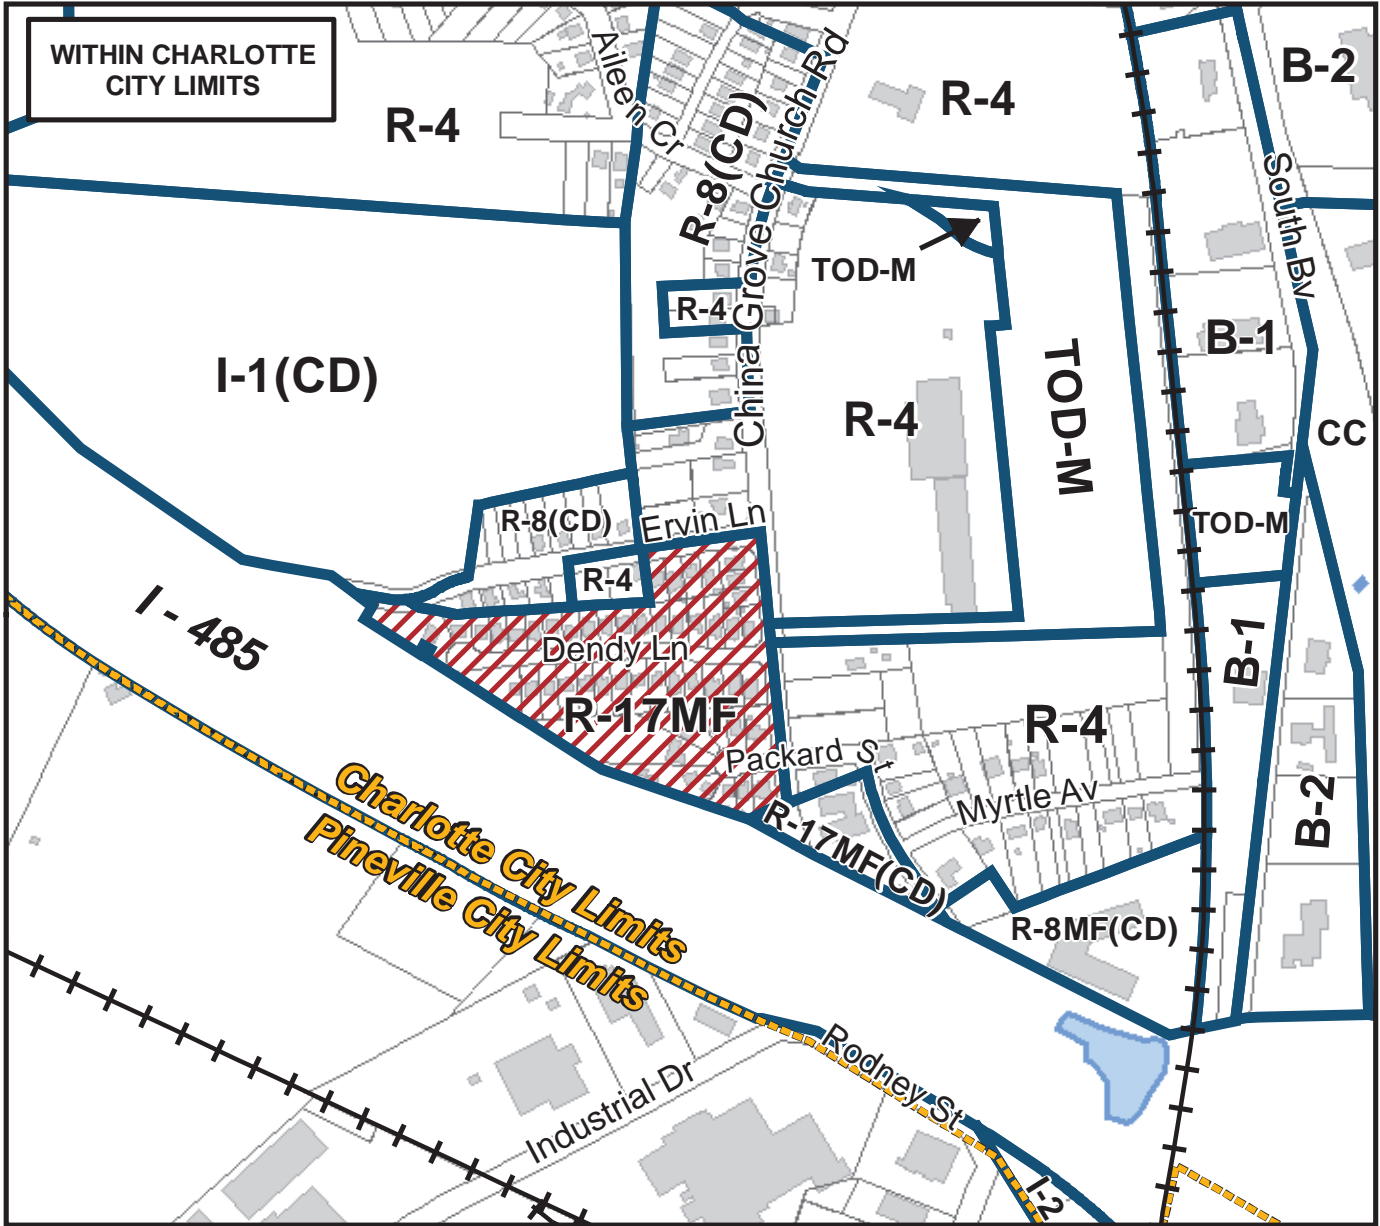 WITHIN CHARLOTTE
CITY LIMITS
R-4
Aileen Cr
R-8(CD)
China Grove Church Rd
R-4
B-2
South Bv
TOD-M
R-4
I-1(CD)
R-4
TOD-M
B-1
CC
TOD-M
R-8(CD)
Ervin Ln
R-4
I - 485
Dendy Ln
R-17MF
B-1
R-4
Packard St
Myrtle Av
B-2
R-17MF(CD)
R-8MF(CD)
Charlotte City Limits
Pineville City Limits
Rodney St
Industrial Dr
I-2